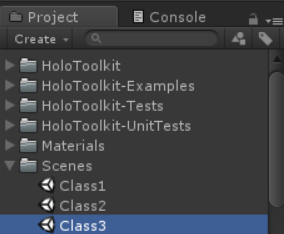 Project Console
Create
HoloToolkit
HoloToolkit-Examples
HoloToolkit-Tests
HoloToolkit-UnitTests
Materials
Scenes
Class1
Class2
Class3